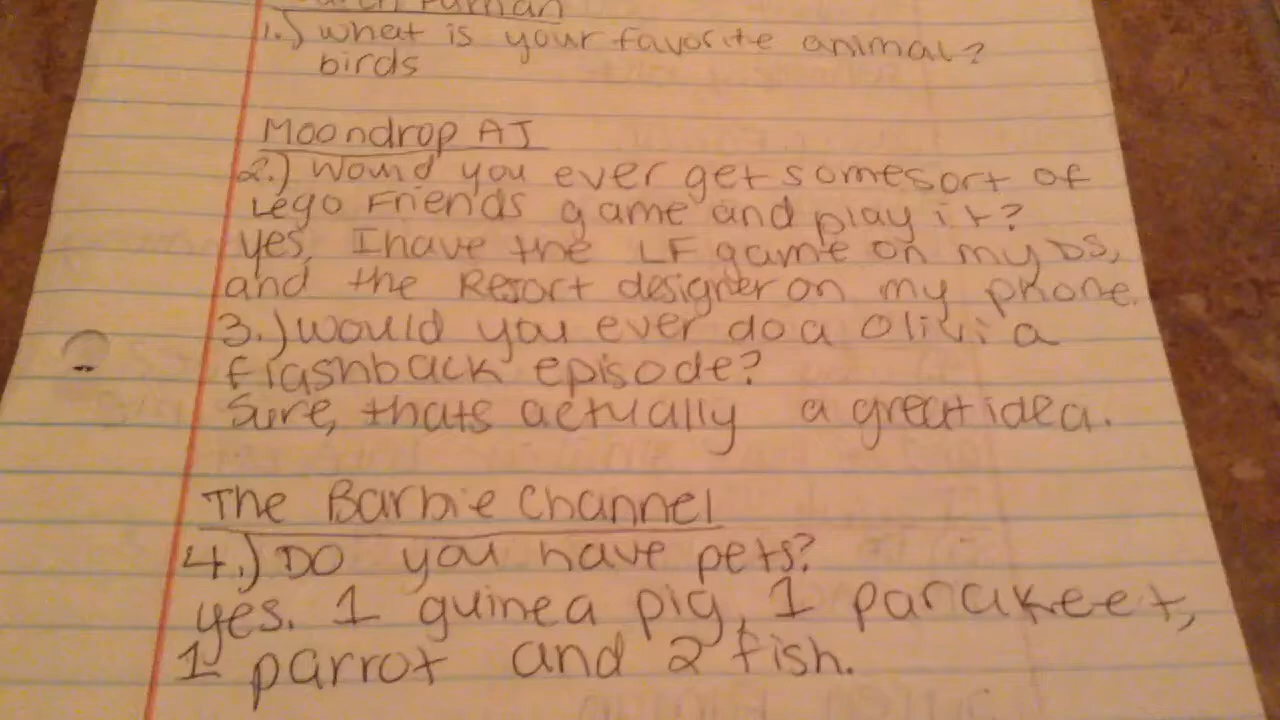 1.) what is your favorite animal?
birds
Moondrop AJ
2.) Would you ever get somesort of
Lego Friends game and play it?
yes, I have the LF game on my DS,
and the Resort designer on my phone.
3.) would you ever do a Olivia
flashback episode?
Sure, thats actually a great idea.
The Barbie Channel
4.) DO you have pets?
yes. 1 guinea pig, 1 parakeet,
1 parrot and 2 fish.